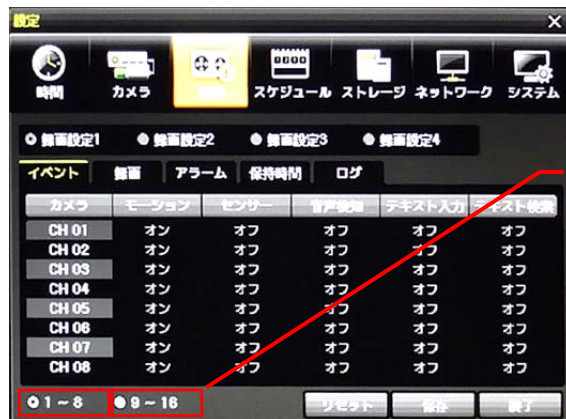 設定
時間 カメラ 録画 スケジュール ストレージ ネットワーク システム
録画設定1 録画設定2 録画設定3 録画設定4
イベント 録画 アラーム 保持時間 ログ
カメラ モーション センサー 音声検知 テキスト入力 テキスト検索
CH 01 オン オフ オフ オフ オフ
CH 02 オン オフ オフ オフ オフ
CH 03 オン オフ オフ オフ オフ
CH 04 オン オフ オフ オフ オフ
CH 05 オン オフ オフ オフ オフ
CH 06 オン オフ オフ オフ オフ
CH 07 オン オフ オフ オフ オフ
CH 08 オン オフ オフ オフ オフ
1 ~ 8 9 ~ 16 リセット 保存 終了